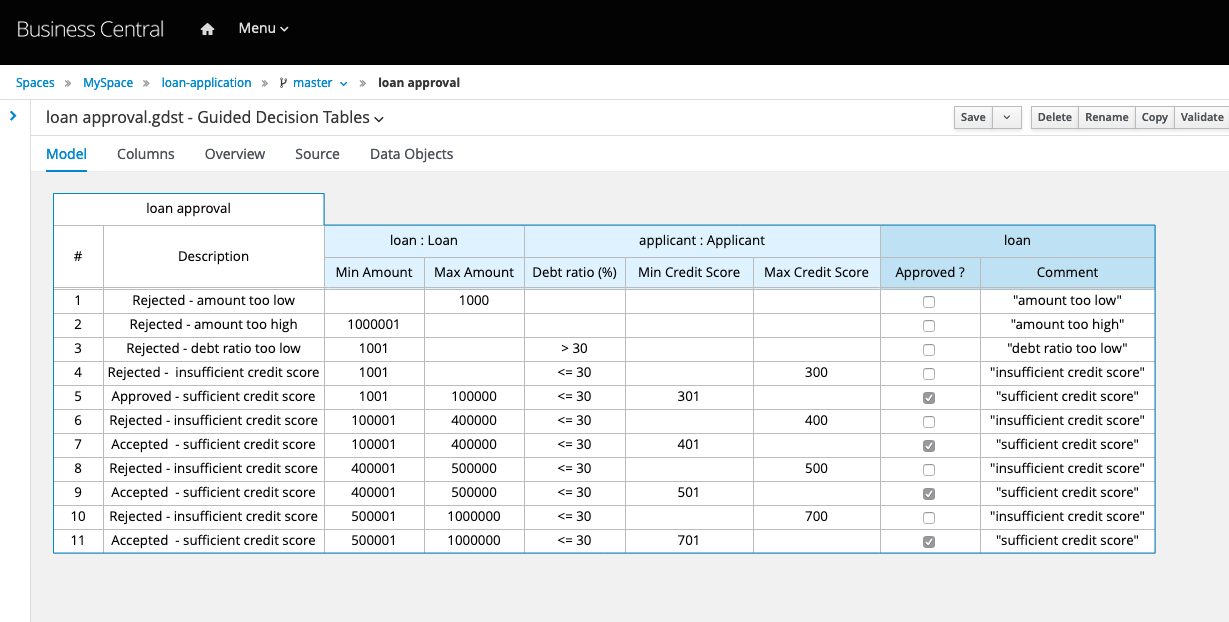 Business Central Menu
Spaces » MySpace » loan-application » master » loan approval
loan approval.gdst - Guided Decision Tables Save Delete Rename Copy Validate
Model Columns Overview Source Data Objects
loan approval
# Description loan : Loan applicant : Applicant loan
Min Amount Max Amount Debt ratio (%) Min Credit Score Max Credit Score Approved ? Comment
1 Rejected - amount too low 1000 "amount too low"
2 Rejected - amount too high 1000001 "amount too high"
3 Rejected - debt ratio too low 1001 > 30 "debt ratio too low"
4 Rejected -  insufficient credit score 1001 <= 30 300 "insufficient credit score"
5 Approved - sufficient credit score 1001 100000 <= 30 301 "sufficient credit score"
6 Rejected - insufficient credit score 100001 400000 <= 30 400 "insufficient credit score"
7 Accepted  - sufficient credit score 100001 400000 <= 30 401 "sufficient credit score"
8 Rejected - insufficient credit score 400001 500000 <= 30 500 "insufficient credit score"
9 Accepted  - sufficient credit score 400001 500000 <= 30 501 "sufficient credit score"
10 Rejected - insufficient credit score 500001 1000000 <= 30 700 "insufficient credit score"
11 Accepted  - sufficient credit score 500001 1000000 <= 30 701 "sufficient credit score"